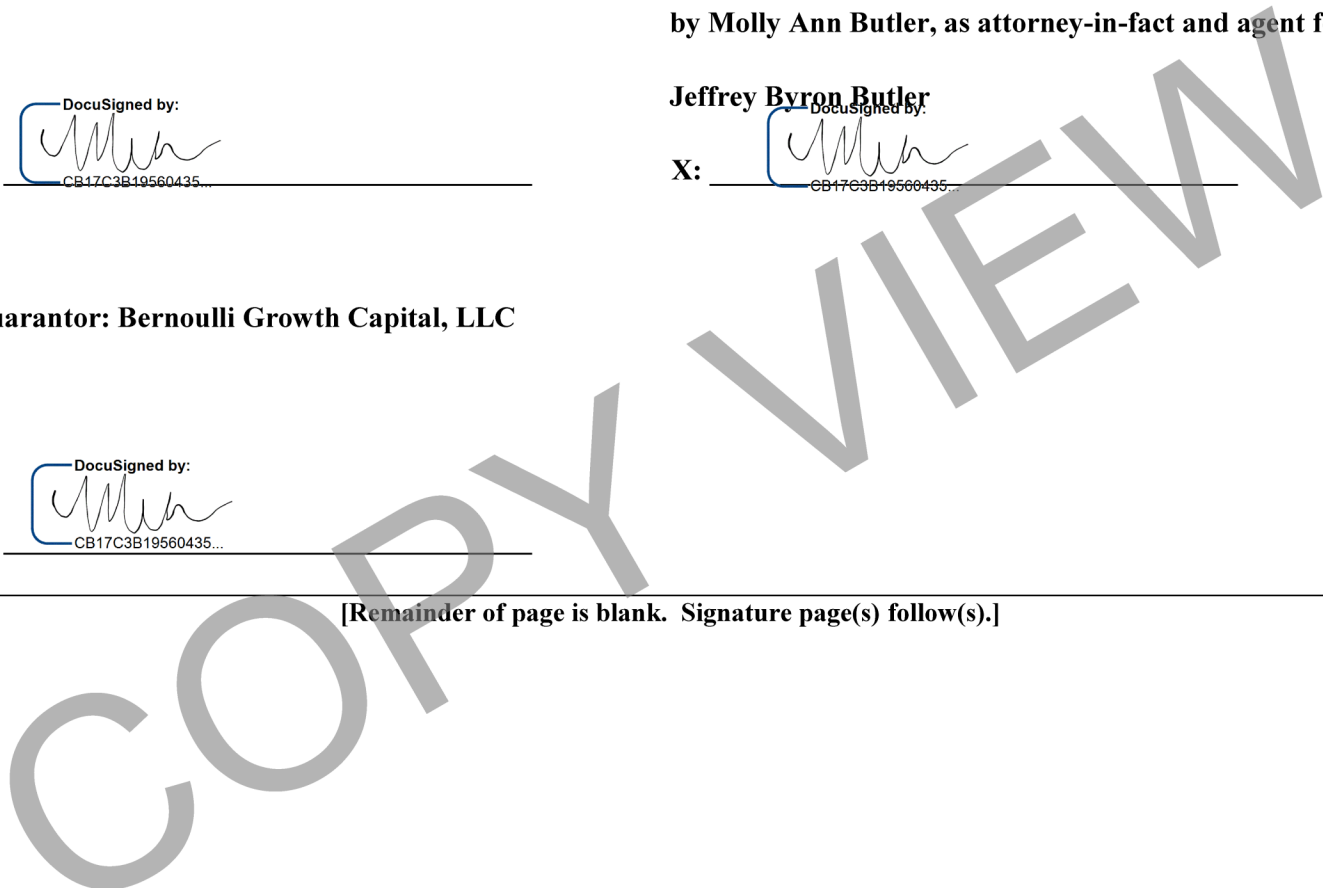 by Molly Ann Butler, as attorney-in-fact and agent f
Jeffrey Byron Butler
DocuSigned by:
CB17C3B19560435...
X:
DocuSigned by:
CB17C3B19560435...
uarantor: Bernoulli Growth Capital, LLC
DocuSigned by:
CB17C3B19560435...
[Remainder of page is blank. Signature page(s) follow(s).]
COPY VIEW